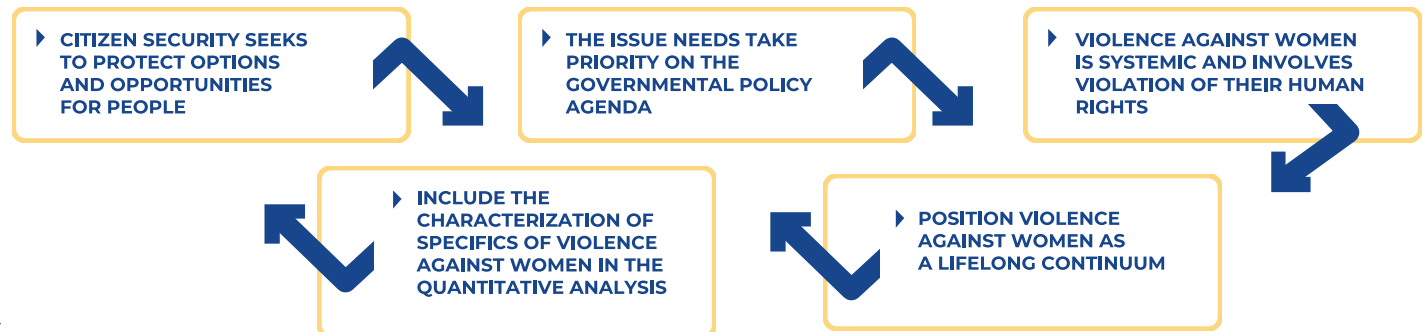 CITIZEN SECURITY SEEKS
TO PROTECT OPTIONS
AND OPPORTUNITIES
FOR PEOPLE
THE ISSUE NEEDS TAKE
PRIORITY ON THE
GOVERNMENTAL POLICY
AGENDA
VIOLENCE AGAINST WOMEN
IS SYSTEMIC AND INVOLVES
VIOLATION OF THEIR HUMAN
RIGHTS
POSITION VIOLENCE
AGAINST WOMEN AS
A LIFELONG CONTINUUM
INCLUDE THE
CHARACTERIZATION OF
SPECIFICS OF VIOLENCE
AGAINST WOMEN IN THE
QUANTITATIVE ANALYSIS